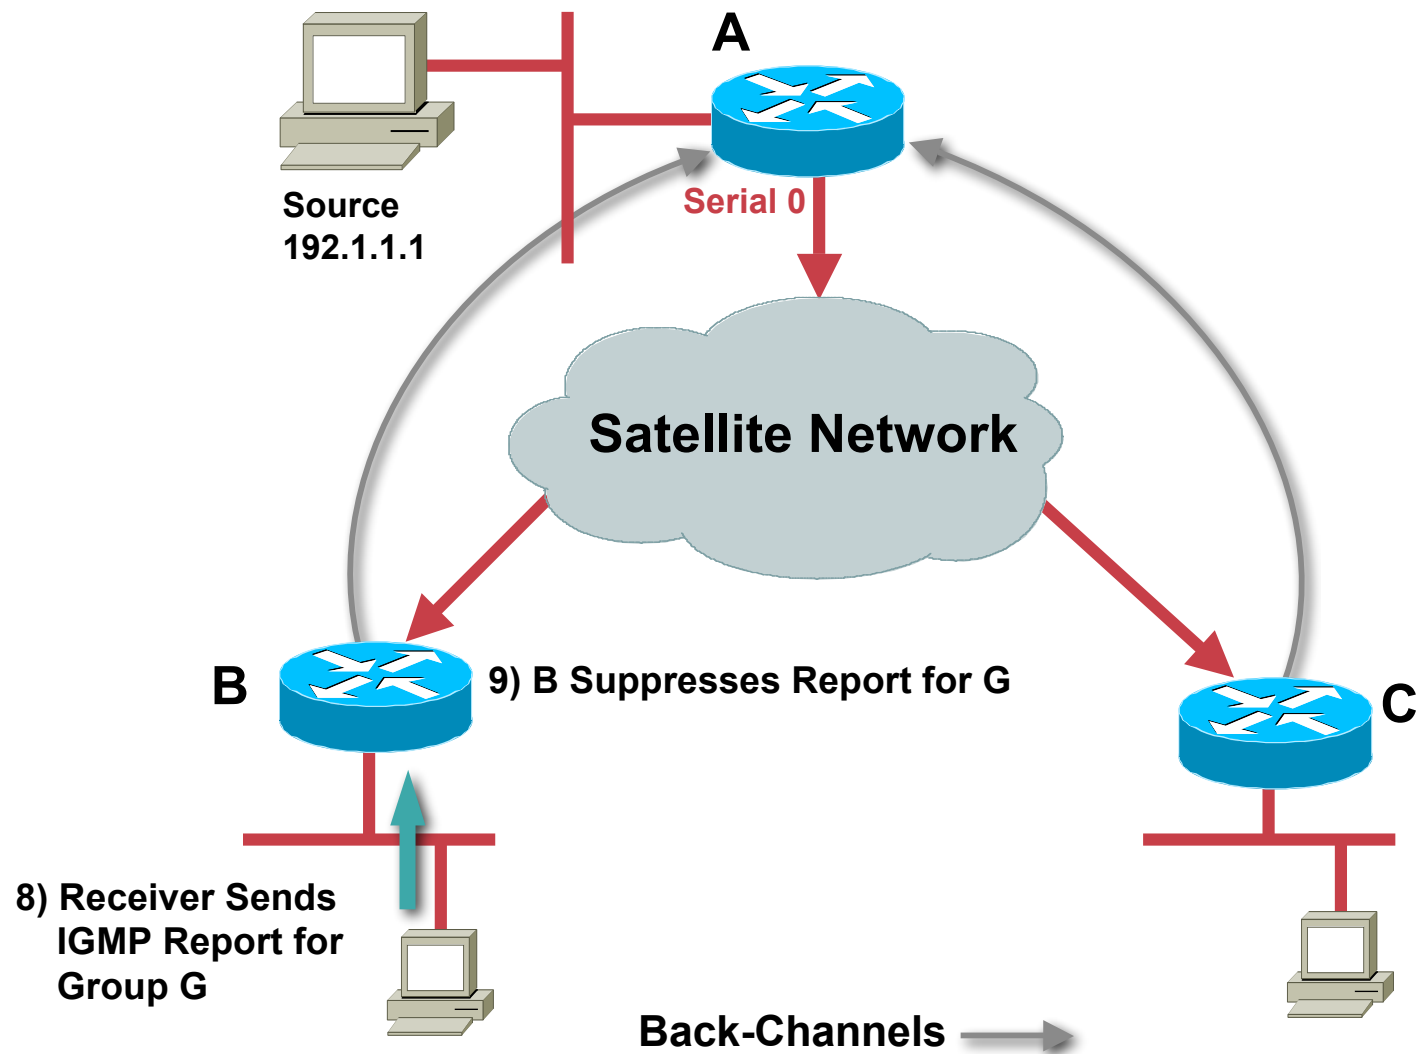 A
Source
192.1.1.1
Serial 0
Satellite Network
B
9) B Suppresses Report for G
C
8) Receiver Sends
IGMP Report for
Group G
Back-Channels